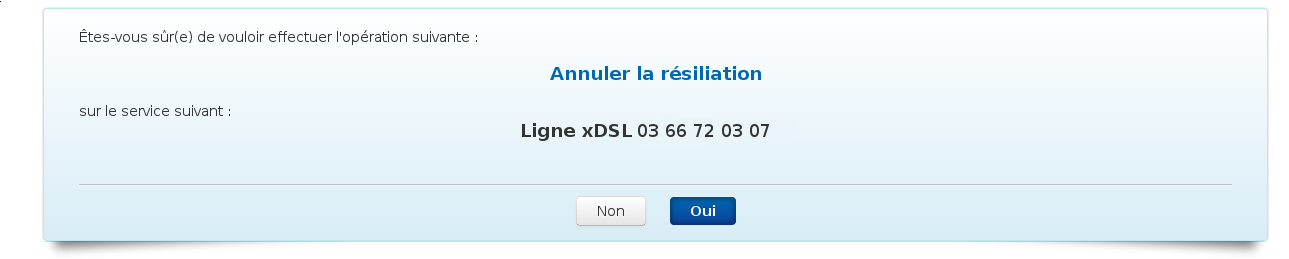 Êtes-vous sûr(e) de vouloir effectuer l'opération suivante :
Annuler la résiliation
sur le service suivant :
Ligne xDSL 03 66 72 03 07
Non Oui